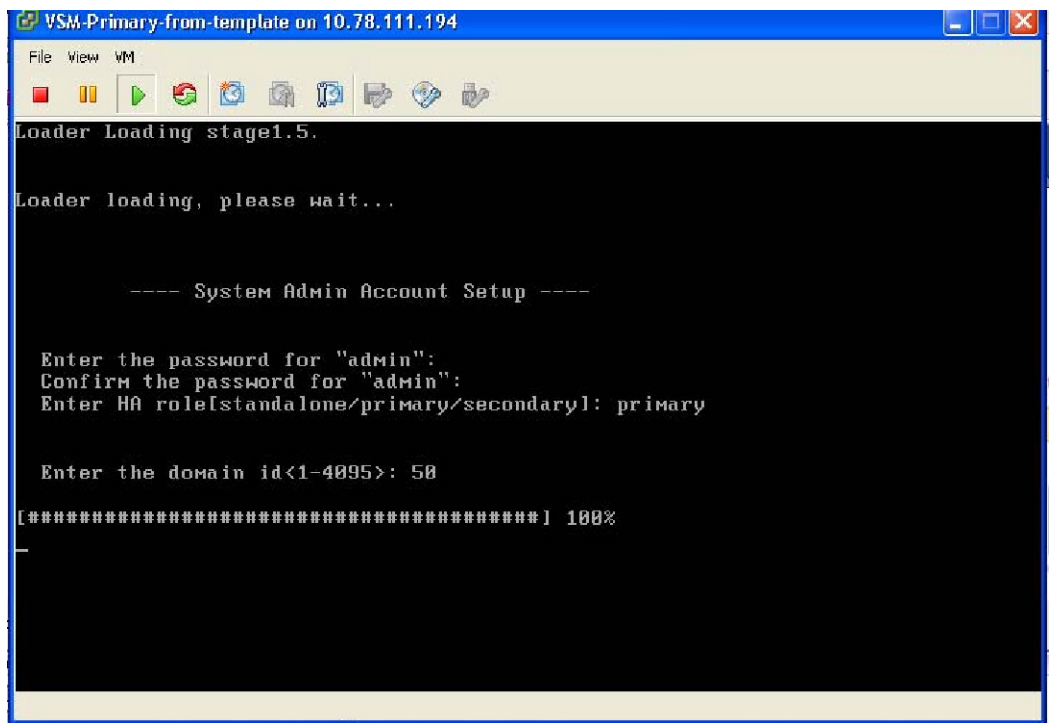 VSM-Primary-from-template on 10.78.111.194
File View VM
Loader Loading stage1.5.
Loader loading, please wait...
---- System Admin Account Setup ----
Enter the password for "admin":
Confirm the password for "admin":
Enter HA role[standalone/primary/secondary]: primary
Enter the domain id<1-4095>: 50
[########################################] 100%
_